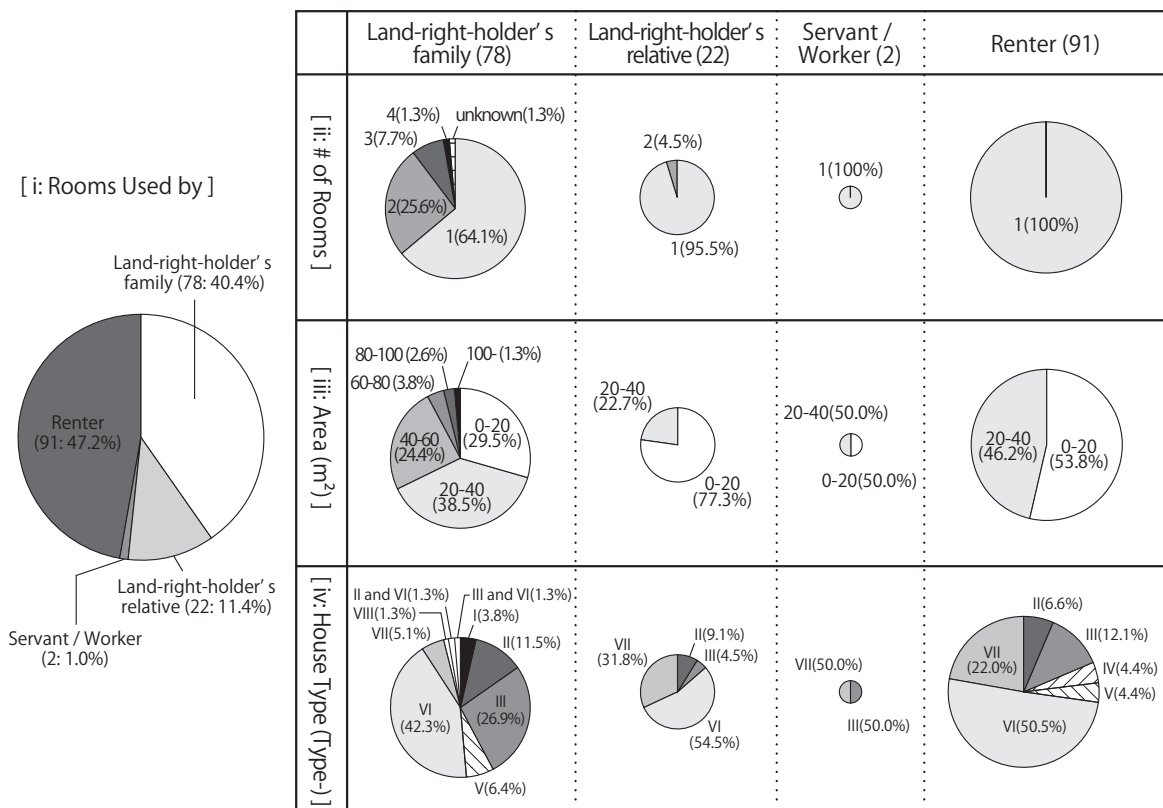 [ i: Rooms Used by ]
Land-right-holder's
family (78: 40.4%)
Renter
(91: 47.2%)
Land-right-holder's
relative (22: 11.4%)
Servant / Worker
(2: 1.0%)
Land-right-holder's
family (78)
Land-right-holder's
relative (22)
Servant /
Worker (2)
Renter (91)
[ ii: # of Rooms ]
4(1.3%)
unknown(1.3%)
3(7.7%)
2(25.6%)
1(64.1%)
2(4.5%)
1(95.5%)
1(100%)
1(100%)
[ iii: Area (m²) ]
80-100 (2.6%)
100- (1.3%)
60-80 (3.8%)
40-60
(24.4%)
0-20
(29.5%)
20-40
(38.5%)
20-40
(22.7%)
0-20
(77.3%)
20-40(50.0%)
0-20(50.0%)
20-40
(46.2%)
0-20
(53.8%)
[ iv: House Type (Type-) ]
II and VI(1.3%)
III and VI(1.3%)
VIII(1.3%)
I(3.8%)
VII(5.1%)
II(11.5%)
VI
(42.3%)
III
(26.9%)
V(6.4%)
VII
(31.8%)
II(9.1%)
III(4.5%)
VI
(54.5%)
VII(50.0%)
III(50.0%)
II(6.6%)
III(12.1%)
VII
(22.0%)
IV(4.4%)
V(4.4%)
VI(50.5%)